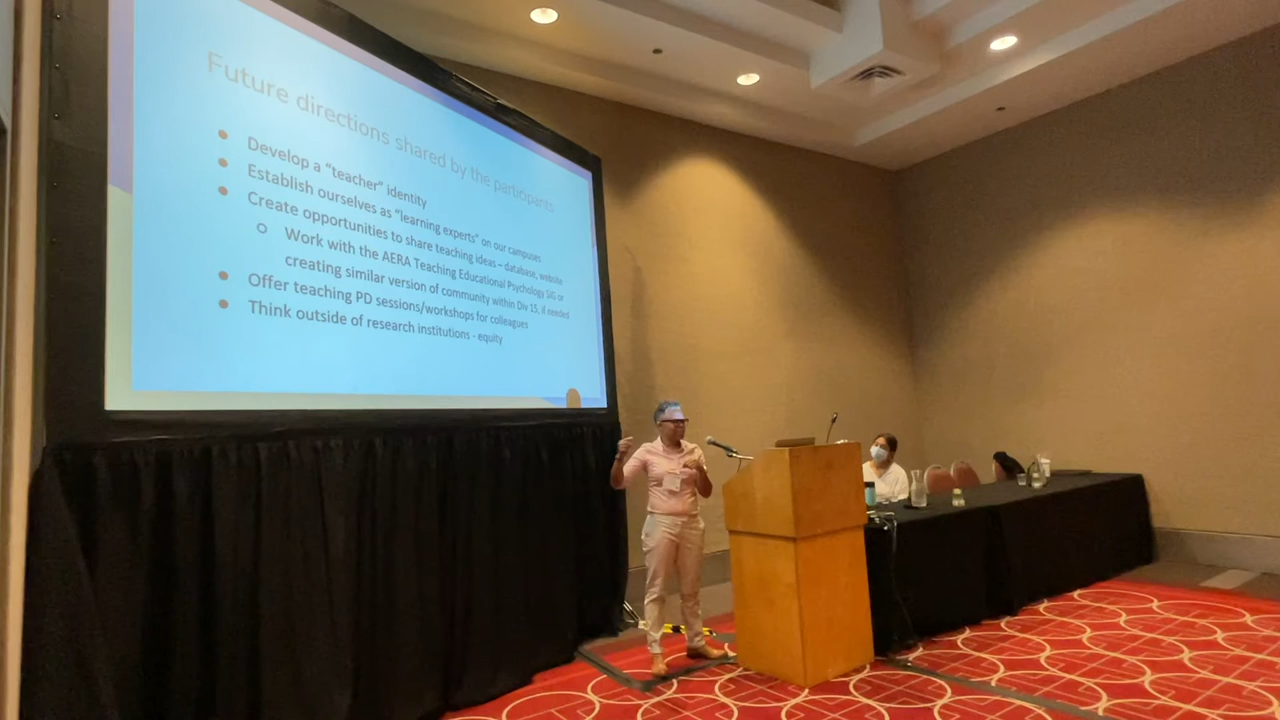 Future directions shared by the participants
Develop a "teacher" identity
Establish ourselves as "learning experts" on our campuses
Create opportunities to share teaching ideas – database, website
Work with the AERA Teaching Educational Psychology SIG or
creating similar version of community within Div 15, if needed
Offer teaching PD sessions/workshops for colleagues
Think outside of research institutions - equity